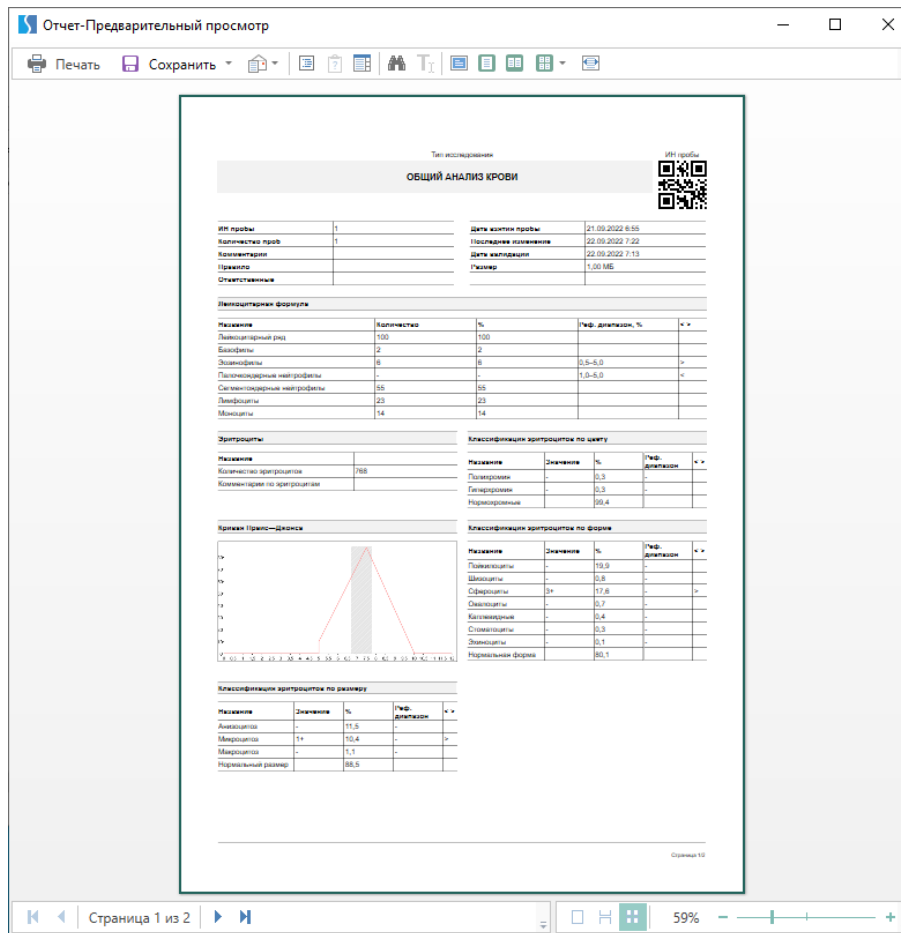 Отчет-Предварительный просмотр
Печать Сохранить
Тип исследования ИН пробы
ОБЩИЙ АНАЛИЗ КРОВИ
ИН пробы 1 Дата взятия пробы 21.09.2022 6:55
Количество проб 1 Последнее изменение 22.09.2022 7:22
Комментарии Дата валидации 22.09.2022 7:13
Правило Размер 1,00 МБ
Ответственные
Лейкоцитарная формула
Название Количество % Реф. диапазон, % < >
Лейкоцитарный ряд 100 100
Базофилы 2 2
Эозинофилы 6 6 0,5–5,0 >
Палочкоядерные нейтрофилы - - 1,0–5,0 <
Сегментоядерные нейтрофилы 55 55
Лимфоциты 23 23
Моноциты 14 14
Эритроциты
Название
Количество эритроцитов 768
Комментарии по эритроцитам
Классификация эритроцитов по цвету
Название Значение % Реф. диапазон < >
Полихромия - 0,3 -
Гиперхромия - 0,3 -
Нормохромные 99,4
Кривая Прайс—Джонса
Классификация эритроцитов по форме
Название Значение % Реф. диапазон < >
Пойкилоциты - 19,9 -
Шизоциты - 0,8 -
Сфероциты 3+ 17,6 - >
Овалоциты - 0,7 -
Каплевидные - 0,4 -
Стоматоциты - 0,3 -
Эхиноциты - 0,1 -
Нормальная форма 80,1
Классификация эритроцитов по размеру
Название Значение % Реф. диапазон < >
Анизоцитоз - 11,5 -
Микроцитоз 1+ 10,4 - >
Макроцитоз - 1,1 -
Нормальный размер 88,5
Страница 1/2
Страница 1 из 2 59%